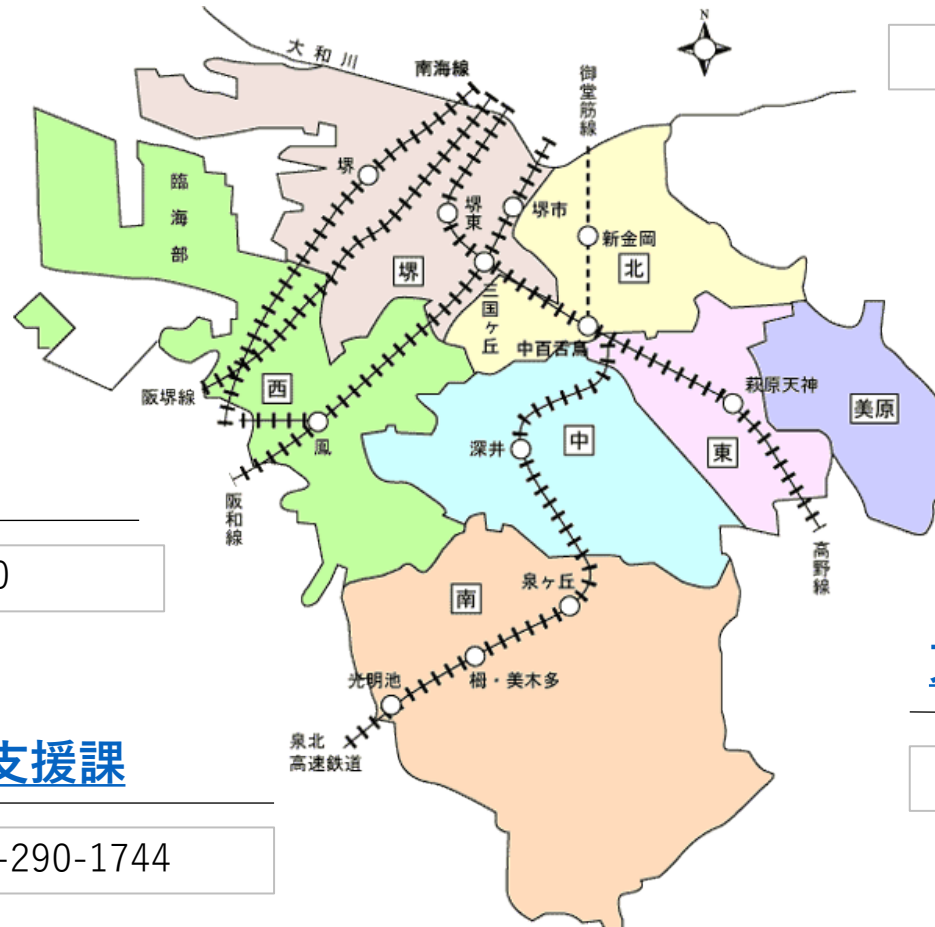 N
大和川
南海線
御堂筋線
堺
臨海部
堺東
堺市
新金岡
堺
北
三国ヶ丘
中百舌鳥
萩原天神
阪堺線
西
美原
鳳
深井
中
東
阪和線
高野線
0
泉ヶ丘
南
光明池
栂・美木多
泉北
高速鉄道
支援課
-290-1744